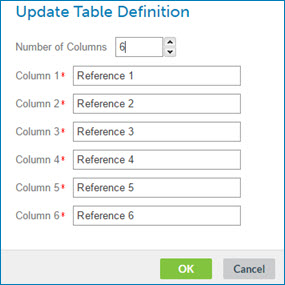 Update Table Definition
Number of Columns 6
Column 1* Reference 1
Column 2* Reference 2
Column 3* Reference 3
Column 4* Reference 4
Column 5* Reference 5
Column 6* Reference 6
OK Cancel